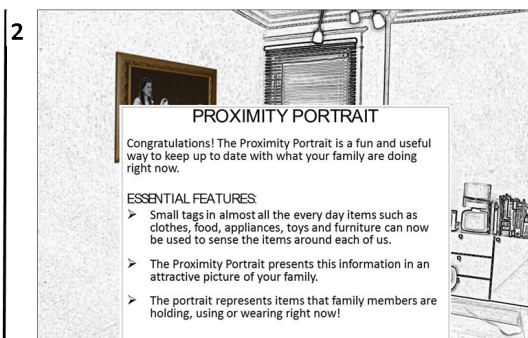 2
PROXIMITY PORTRAIT
Congratulations! The Proximity Portrait is a fun and useful
way to keep up to date with what your family are doing
right now.
ESSENTIAL FEATURES:
➢ Small tags in almost all the every day items such as
clothes, food, appliances, toys and furniture can now
be used to sense the items around each of us.
➢ The Proximity Portrait presents this information in an
attractive picture of your family.
➢ The portrait represents items that family members are
holding, using or wearing right now!